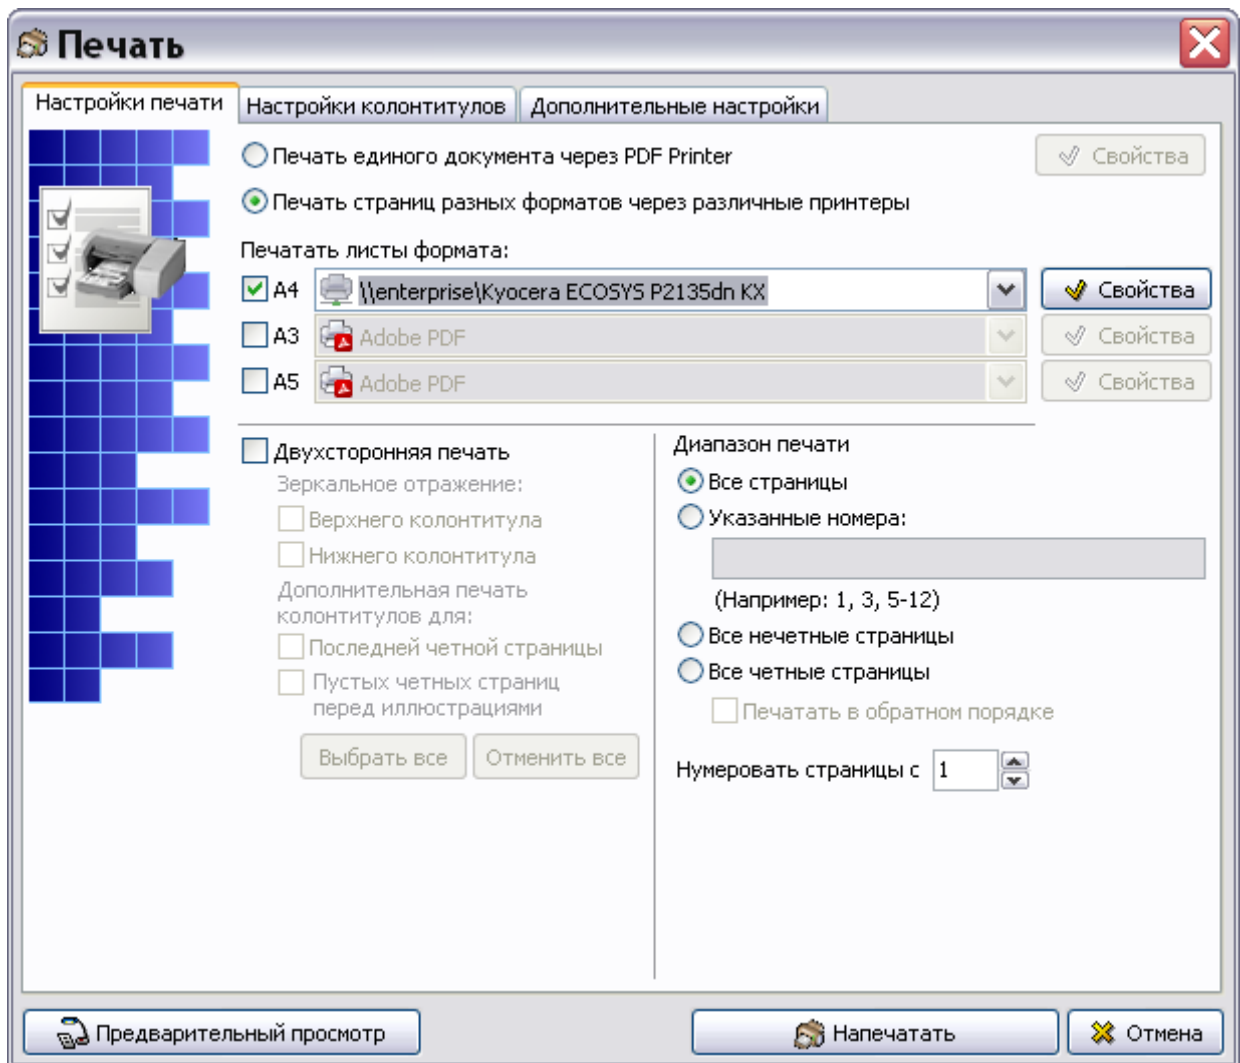 Печать
Настройки печати
Настройки колонтитулов
Дополнительные настройки
Печать единого документа через PDF Printer
Свойства
Печать страниц разных форматов через различные принтеры
Печатать листы формата:
A4 \\enterprise\Kyocera ECOSYS P2135dn KX Свойства
A3 Adobe PDF Свойства
A5 Adobe PDF Свойства
Двухсторонняя печать
Зеркальное отражение:
Верхнего колонтитула
Нижнего колонтитула
Дополнительная печать
колонтитулов для:
Последней четной страницы
Пустых четных страниц
перед иллюстрациями
Выбрать все
Отменить все
Диапазон печати
Все страницы
Указанные номера:
(Например: 1, 3, 5-12)
Все нечетные страницы
Все четные страницы
Печатать в обратном порядке
Нумеровать страницы с 1
Предварительный просмотр
Напечатать
Отмена